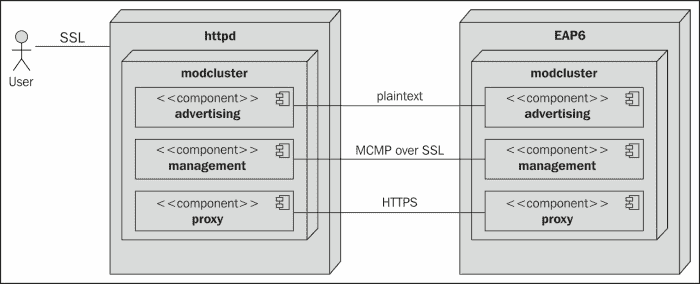 httpd
EAP6
SSL
User
modcluster
modcluster
<<component>>
advertising
plaintext
<<component>>
advertising
<<component>>
management
MCMP over SSL
<<component>>
management
<<component>>
proxy
HTTPS
<<component>>
proxy